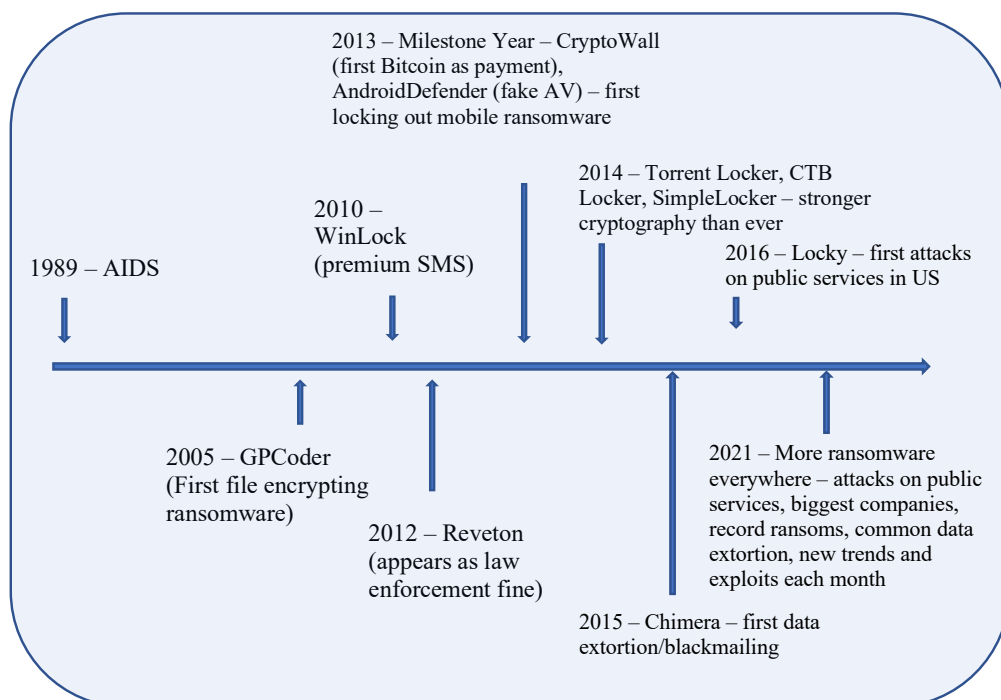 2013 – Milestone Year – CryptoWall
(first Bitcoin as payment),
AndroidDefender (fake AV) – first
locking out mobile ransomware
2014 – Torrent Locker, CTB
Locker, SimpleLocker – stronger
cryptography than ever
2010 –
WinLock
(premium SMS)
2016 – Locky – first attacks
on public services in US
1989 – AIDS
2005 – GPCoder
(First file encrypting
ransomware)
2012 – Reveton
(appears as law
enforcement fine)
2021 – More ransomware
everywhere – attacks on public
services, biggest companies,
record ransoms, common data
extortion, new trends and
exploits each month
2015 – Chimera – first data
extortion/blackmailing